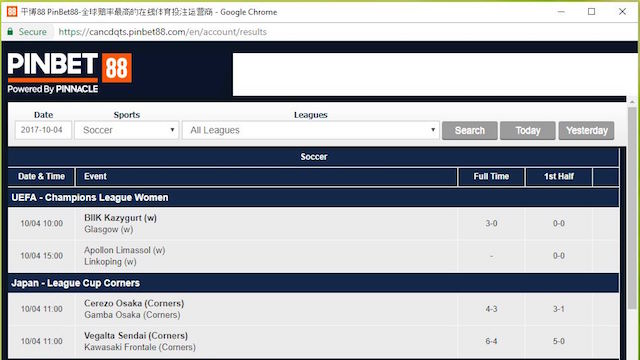 平博88 PinBet88-全球赔率最高的在线体育投注运营商 - Google Chrome
Secure https://cancdqts.pinbet88.com/en/account/results
PINBET 88
Powered By PINNACLE
Date Sports Leagues
2017-10-04 Soccer All Leagues Search Today Yesterday
Soccer
Date & Time Event Full Time 1st Half
UEFA - Champions League Women
10/04 10:00 BIIK Kazygurt (w) 3-0 0-0
Glasgow (w)
10/04 15:00 Apollon Limassol (w) - 0-0
Linkoping (w)
Japan - League Cup Corners
10/04 11:00 Cerezo Osaka (Corners) 4-3 3-1
Gamba Osaka (Corners)
10/04 11:00 Vegalta Sendai (Corners) 6-4 5-0
Kawasaki Frontale (Corners)